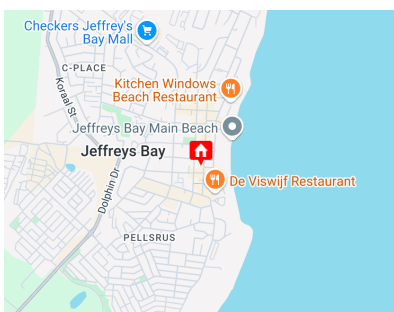 Checkers Jeffrey's
Bay Mall
C-PLACE
Koraal St
Kitchen Windows
Beach Restaurant
Jeffreys Bay Main Beach
Jeffreys Bay
De Viswijf Restaurant
Dolphin Dr
PELLSRUS